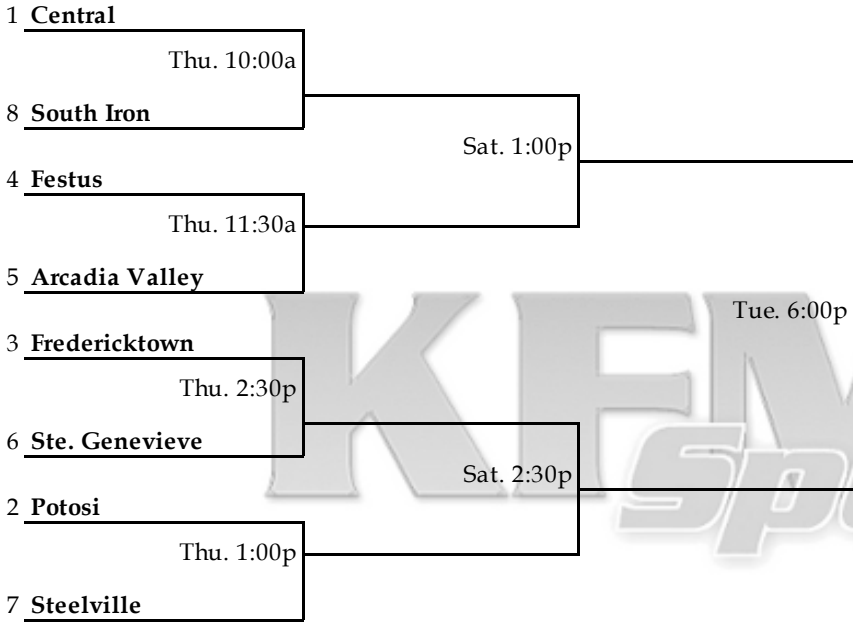 1 Central
Thu. 10:00a
8 South Iron
Sat. 1:00p
4 Festus
Thu. 11:30a
5 Arcadia Valley
Tue. 6:00p
3 Fredericktown
Thu. 2:30p
6 Ste. Genevieve
Sat. 2:30p
2 Potosi
Thu. 1:00p
7 Steelville